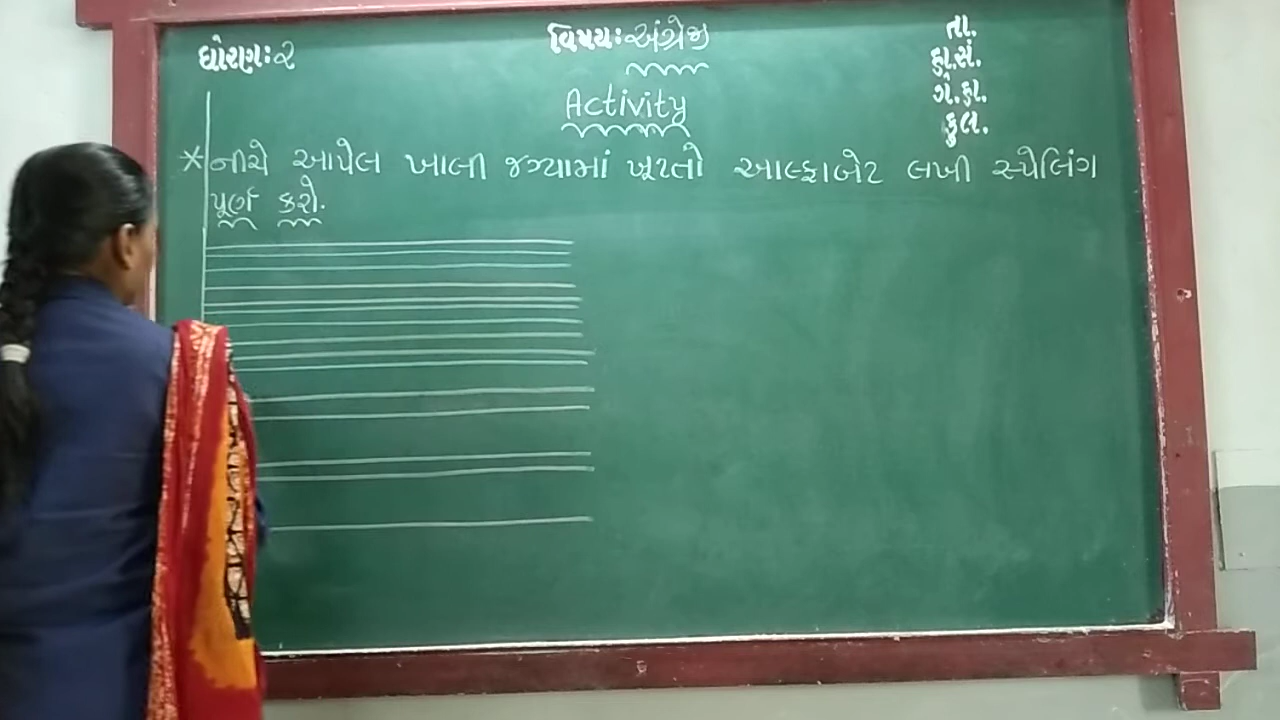 ધોરણઃ૨
વિષયઃ અંગ્રેજી
તા.
હા.સં.
ગે.હા.
કુલ.
Activity
* નીચે આપેલ ખાલી જગ્યામાં ખૂટતો આલ્ફાબેટ લખી સ્પેલિંગ
પૂર્ણ કરો.